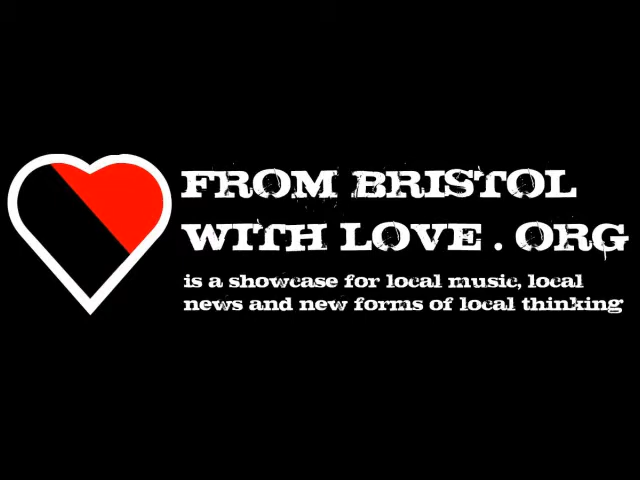 FROM BRISTOL
WITH LOVE . ORG
is a showcase for local music, local
news and new forms of local thinking